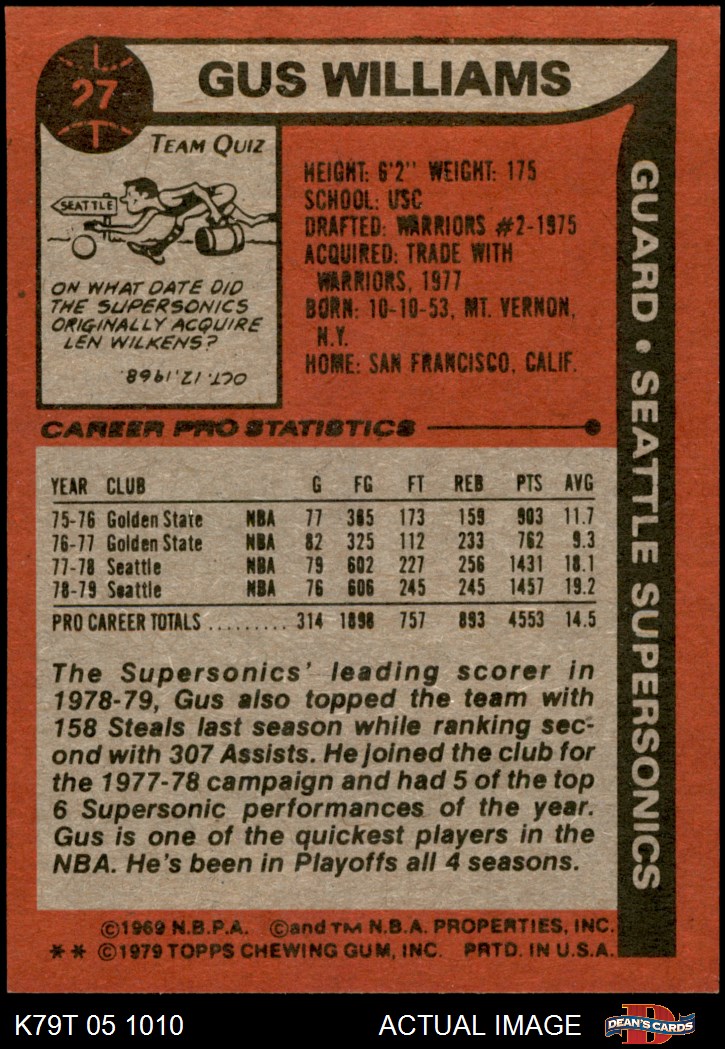 27
GUS WILLIAMS
TEAM QUIZ
SEATTLE
ON WHAT DATE DID
THE SUPERSONICS
ORIGINALLY ACQUIRE
LEN WILKENS?
OCT. 12, 1968.
HEIGHT: 6'2" WEIGHT: 175
SCHOOL: USC
DRAFTED: WARRIORS #2-1975
ACQUIRED: TRADE WITH
WARRIORS, 1977
BORN: 10-10-53, MT. VERNON,
N.Y.
HOME: SAN FRANCISCO, CALIF.
GUARD • SEATTLE SUPERSONICS
CAREER PRO STATISTICS
YEAR CLUB G FG FT REB PTS AVG
75-76 Golden State NBA 77 365 173 159 903 11.7
76-77 Golden State NBA 82 325 112 233 762 9.3
77-78 Seattle NBA 79 602 227 256 1431 18.1
78-79 Seattle NBA 76 606 245 245 1457 19.2
PRO CAREER TOTALS ......... 314 1898 757 893 4553 14.5
The Supersonics' leading scorer in
1978-79, Gus also topped the team with
158 Steals last season while ranking sec-
ond with 307 Assists. He joined the club for
the 1977-78 campaign and had 5 of the top
6 Supersonic performances of the year.
Gus is one of the quickest players in the
NBA. He's been in Playoffs all 4 seasons.
©1969 N.B.P.A. ©and TM N.B.A. PROPERTIES, INC.
** ©1979 TOPPS CHEWING GUM, INC. PRTD. IN U.S.A.
K79T 05 1010 ACTUAL IMAGE
D
DEAN'S CARDS